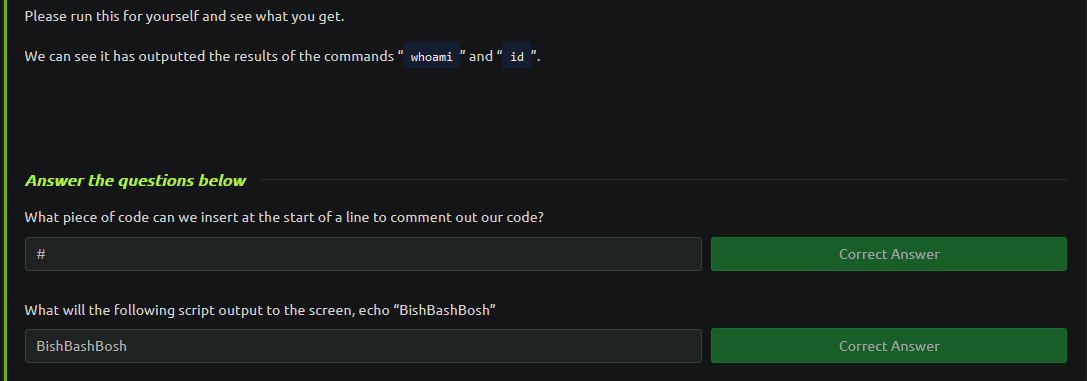 Please run this for yourself and see what you get.
We can see it has outputted the results of the commands “whoami” and “id”.
Answer the questions below
What piece of code can we insert at the start of a line to comment out our code?
#
Correct Answer
What will the following script output to the screen, echo “BishBashBosh”
BishBashBosh
Correct Answer